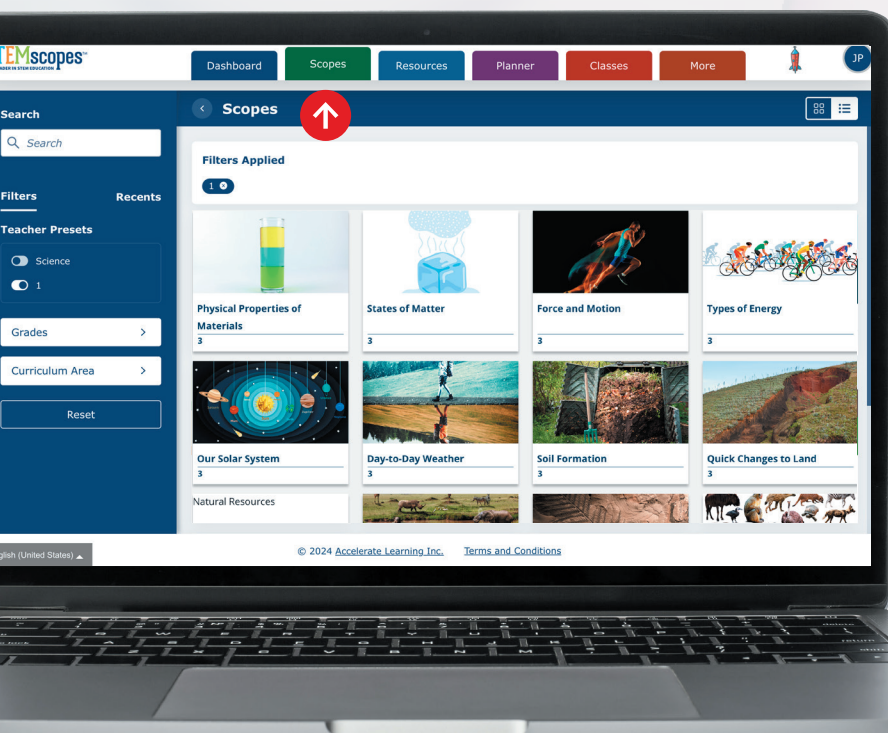 TEMscopes™
Dashboard
Scopes
Resources
Planner
Classes
More
JP
Search
Scopes
Search
Filters Applied
1
Filters
Recents
Teacher Presets
Science
1
Physical Properties of
Materials
3
States of Matter
3
Force and Motion
3
Types of Energy
3
Grades
Curriculum Area
Reset
Our Solar System
3
Day-to-Day Weather
3
Soil Formation
3
Quick Changes to Land
3
Natural Resources
glish (United States)
© 2024 Accelerate Learning Inc. Terms and Conditions
delete
return